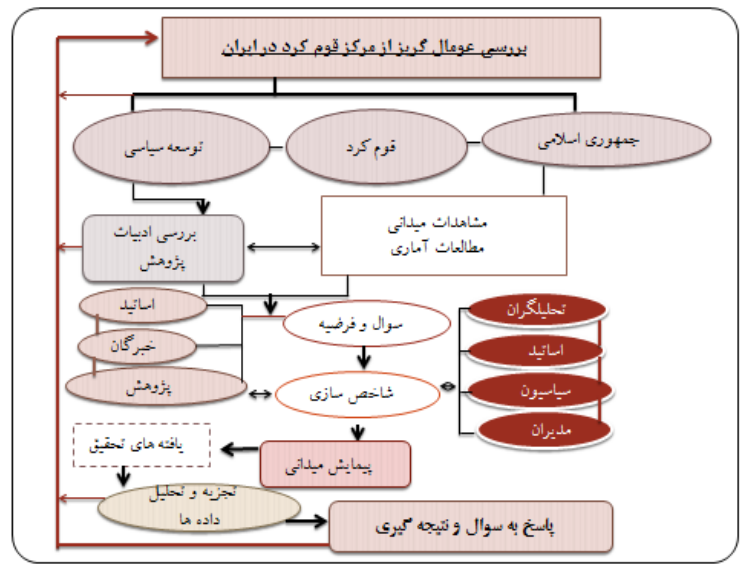 بررسی عومال گریز از مرکز قوم کرد در ایران
جمهوری اسلامی
قوم کرد
توسعه سیاسی
مشاهدات میدانی
مطالعات آماری
بررسی ادبیات
پژوهش
اساتید
خبرگان
پژوهش
سوال و فرضیه
شاخص سازی
تحلیلگران
اساتید
سیاسیون
مدیران
پیمایش میدانی
یافته های تحقیق
تجزیه و تحلیل
داده ها
پاسخ به سوال و نتیجه گیری